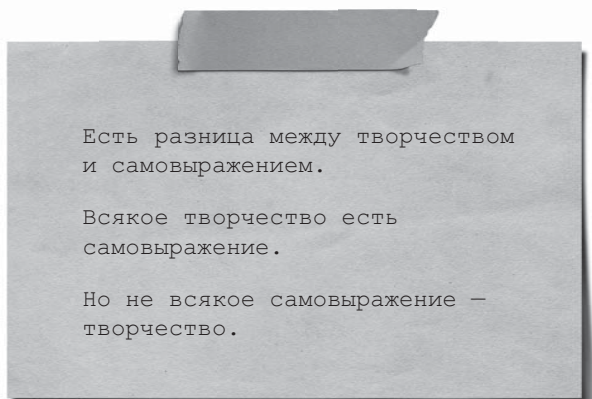 Есть разница между творчеством
и самовыражением.
Всякое творчество есть
самовыражение.
Но не всякое самовыражение —
творчество.